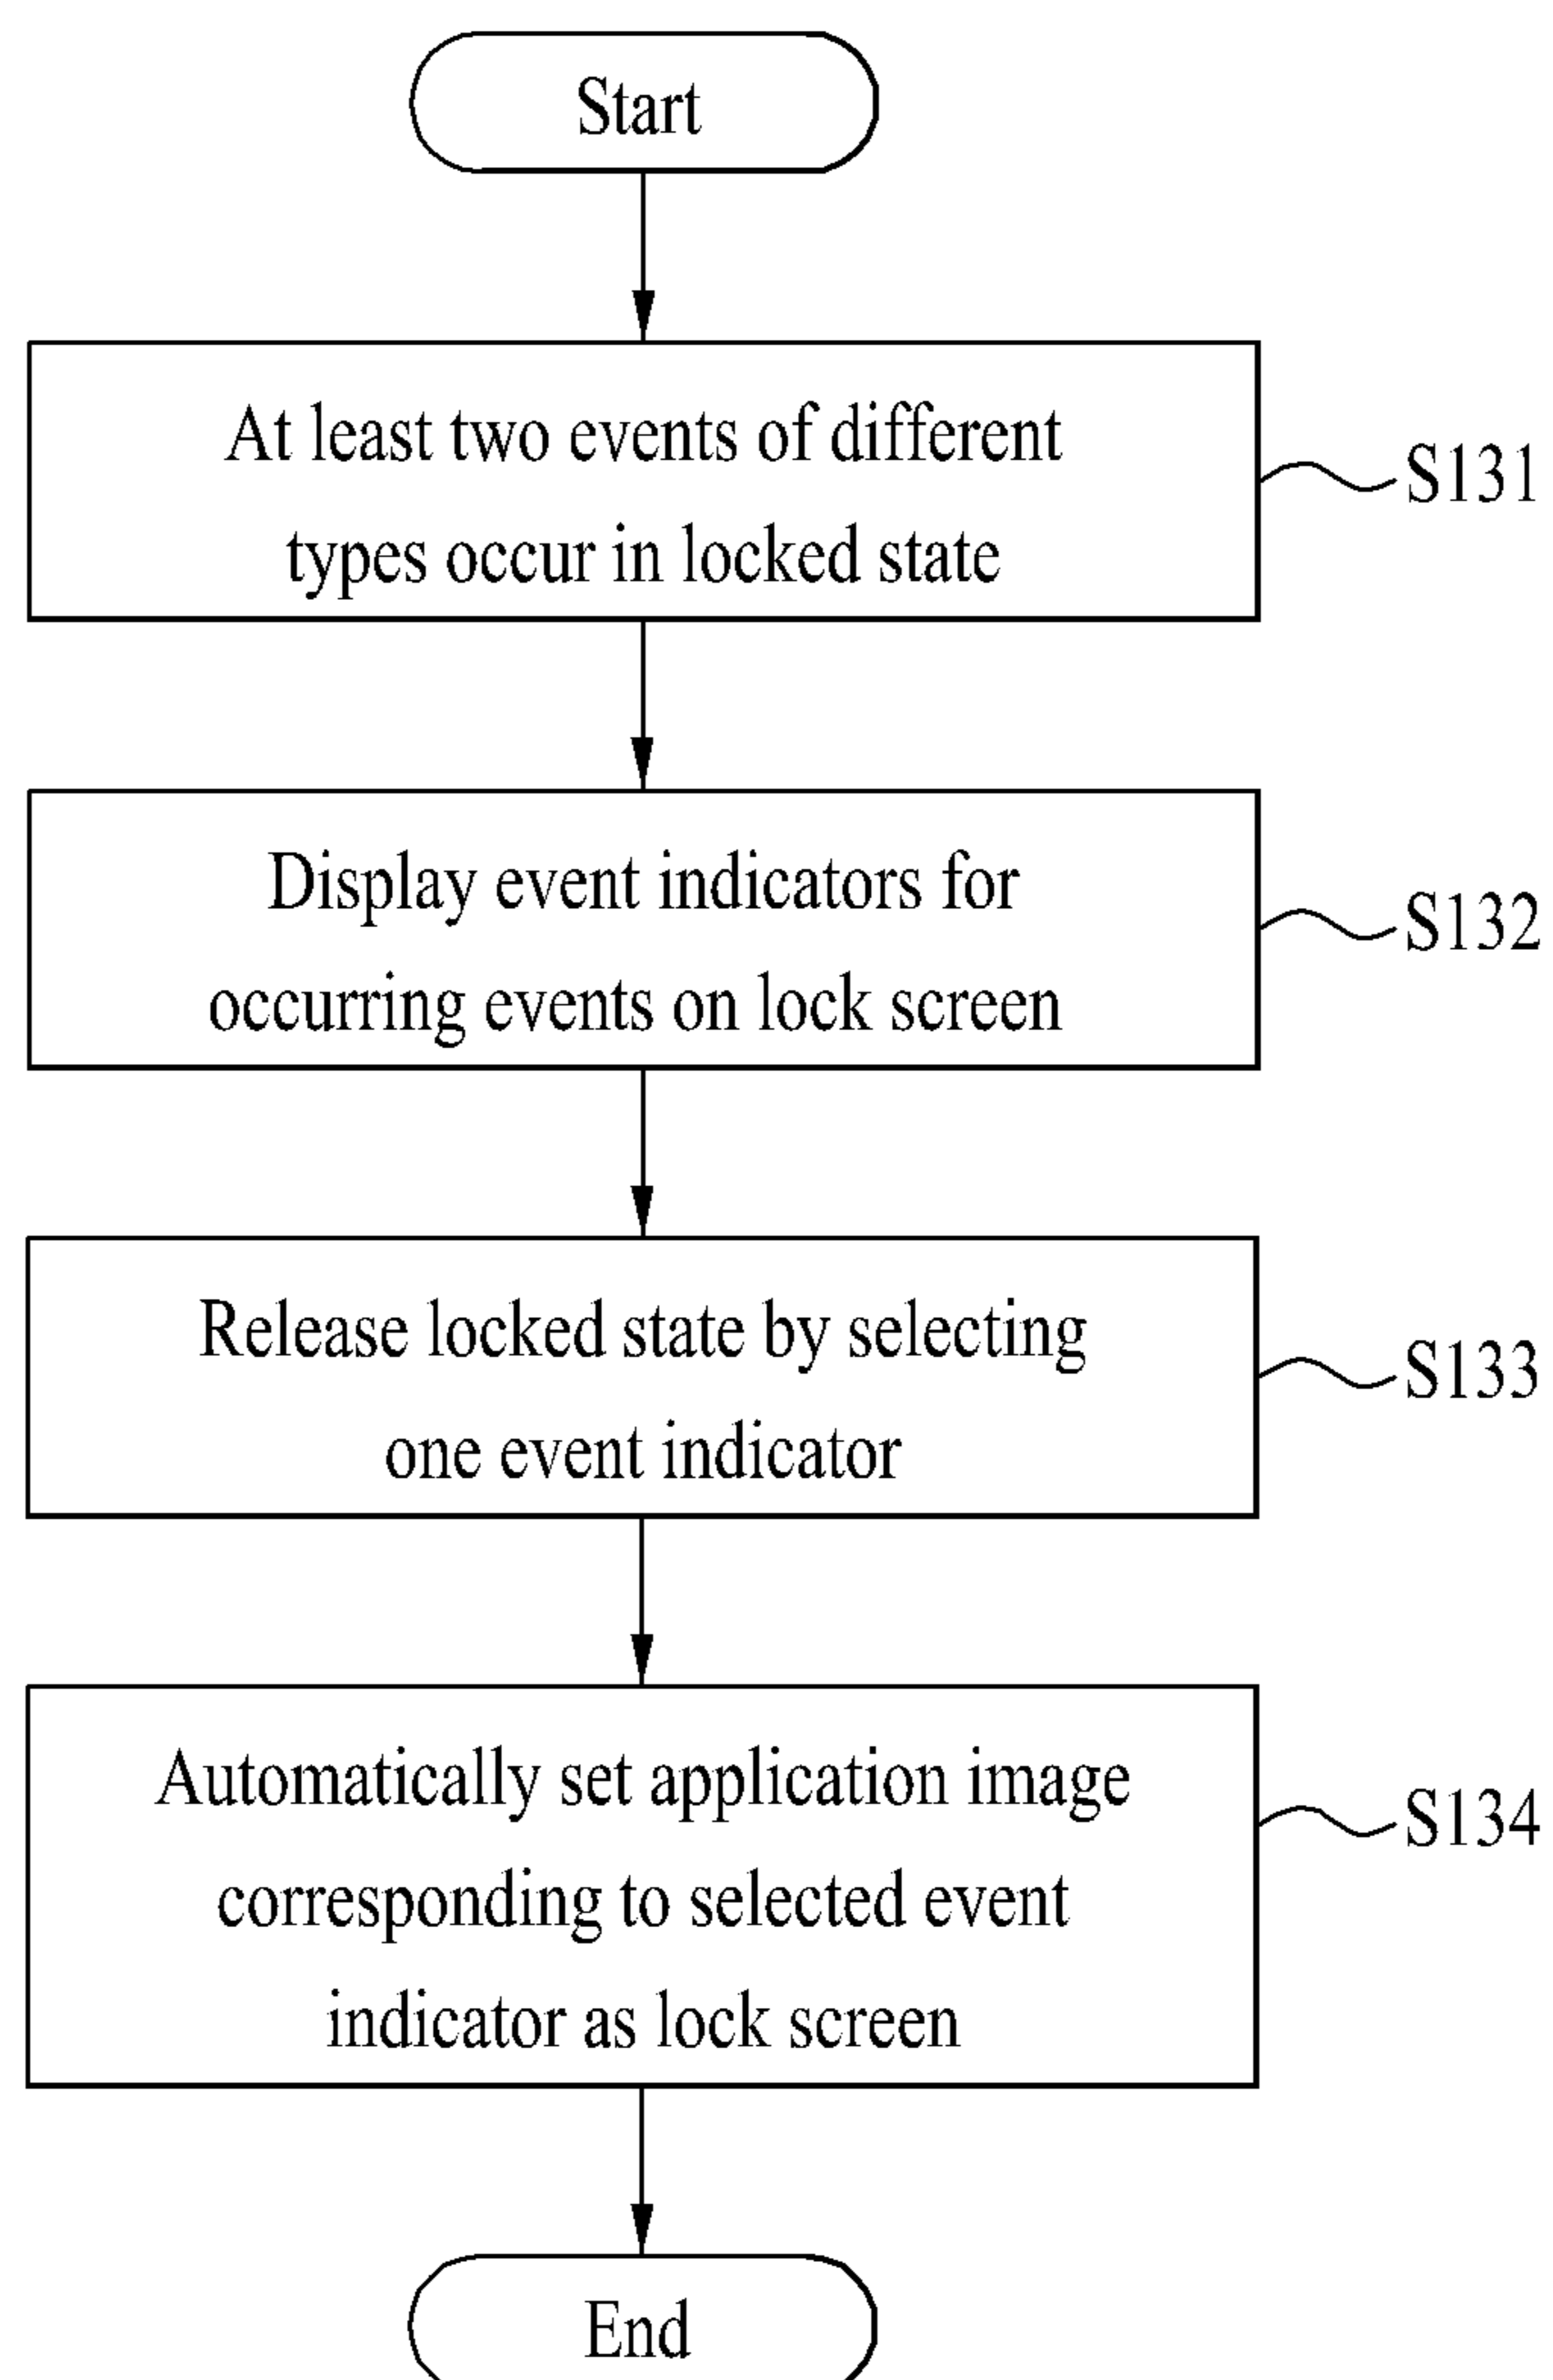 Start
At least two events of different
types occur in locked state
S131
Display event indicators for
occurring events on lock screen
S132
Release locked state by selecting
one event indicator
S133
Automatically set application image
corresponding to selected event
indicator as lock screen
S134
End